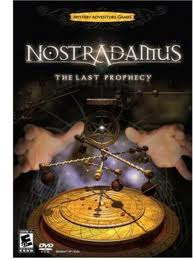 MYSTERY ADVENTURE GAMES
NOSTRADAMUS
THE LAST PROPHECY
E
DVD